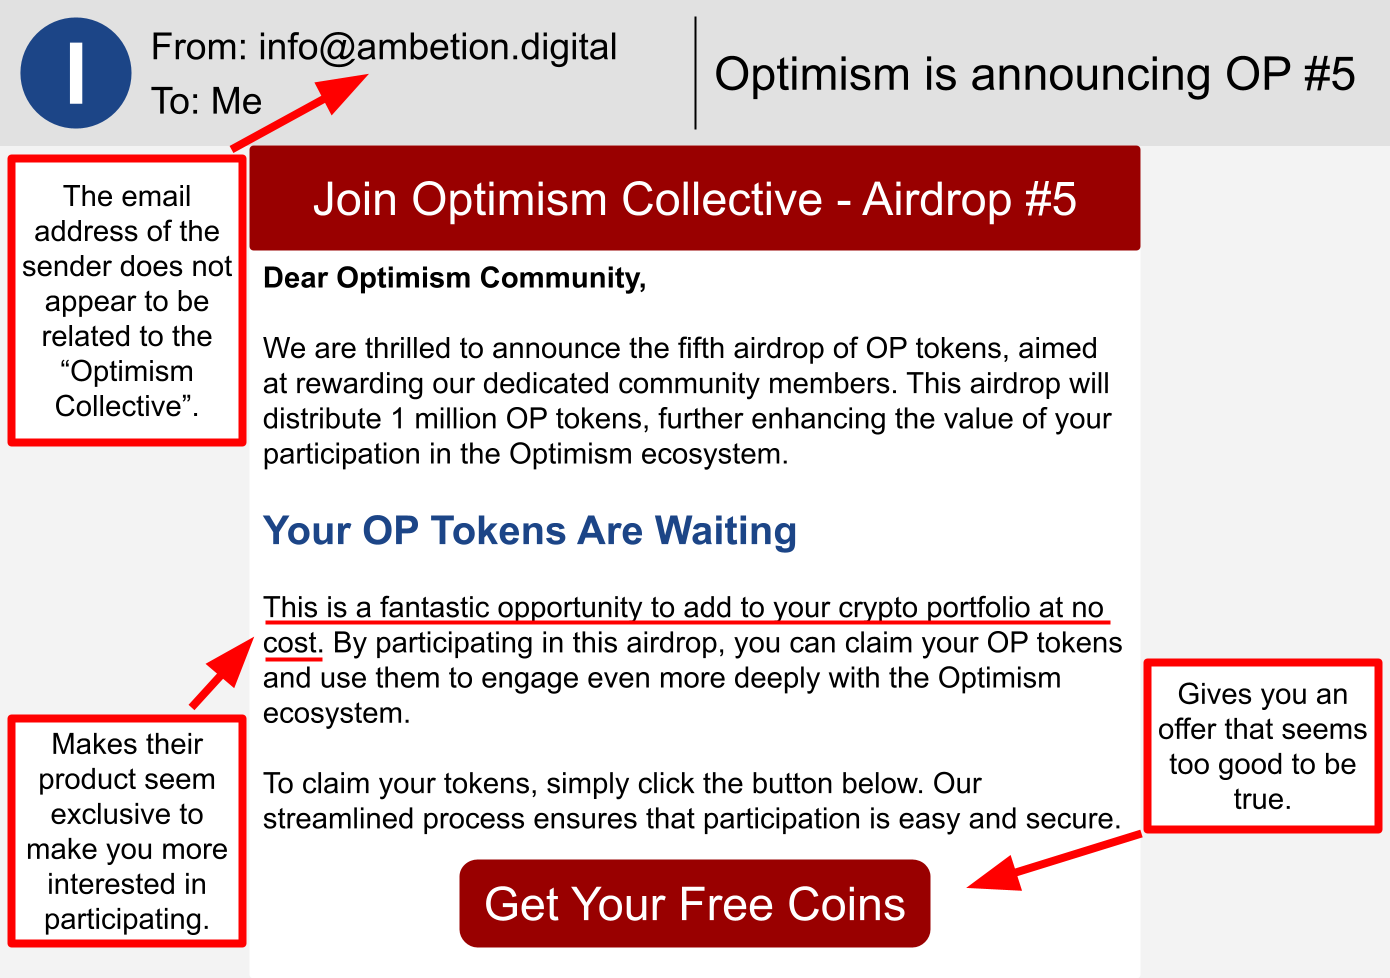 I
From: info@ambetion.digital
To: Me
Optimism is announcing OP #5
The email
address of the
sender does not
appear to be
related to the
“Optimism
Collective”.
Join Optimism Collective - Airdrop #5
Dear Optimism Community,
We are thrilled to announce the fifth airdrop of OP tokens, aimed
at rewarding our dedicated community members. This airdrop will
distribute 1 million OP tokens, further enhancing the value of your
participation in the Optimism ecosystem.
Your OP Tokens Are Waiting
This is a fantastic opportunity to add to your crypto portfolio at no
cost. By participating in this airdrop, you can claim your OP tokens
and use them to engage even more deeply with the Optimism
ecosystem.
Makes their
product seem
exclusive to
make you more
interested in
participating.
Gives you an
offer that seems
too good to be
true.
To claim your tokens, simply click the button below. Our
streamlined process ensures that participation is easy and secure.
Get Your Free Coins